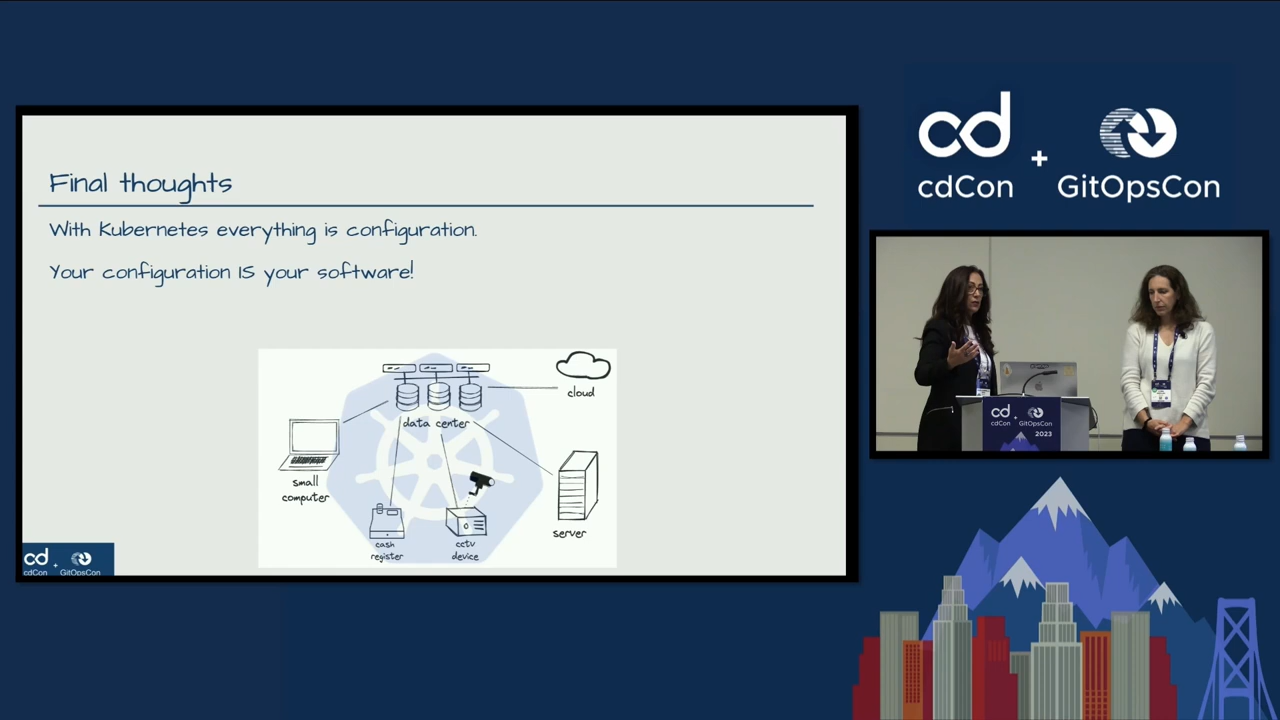 Final thoughts
With Kubernetes everything is configuration.
Your configuration IS your software!
data center
cloud
small
computer
cash
register
cctv
device
server
cd
cdCon
+
GitOpsCon
cd
cdCon
+
GitOpsCon
cd
cdCon
+
GitOpsCon
2023